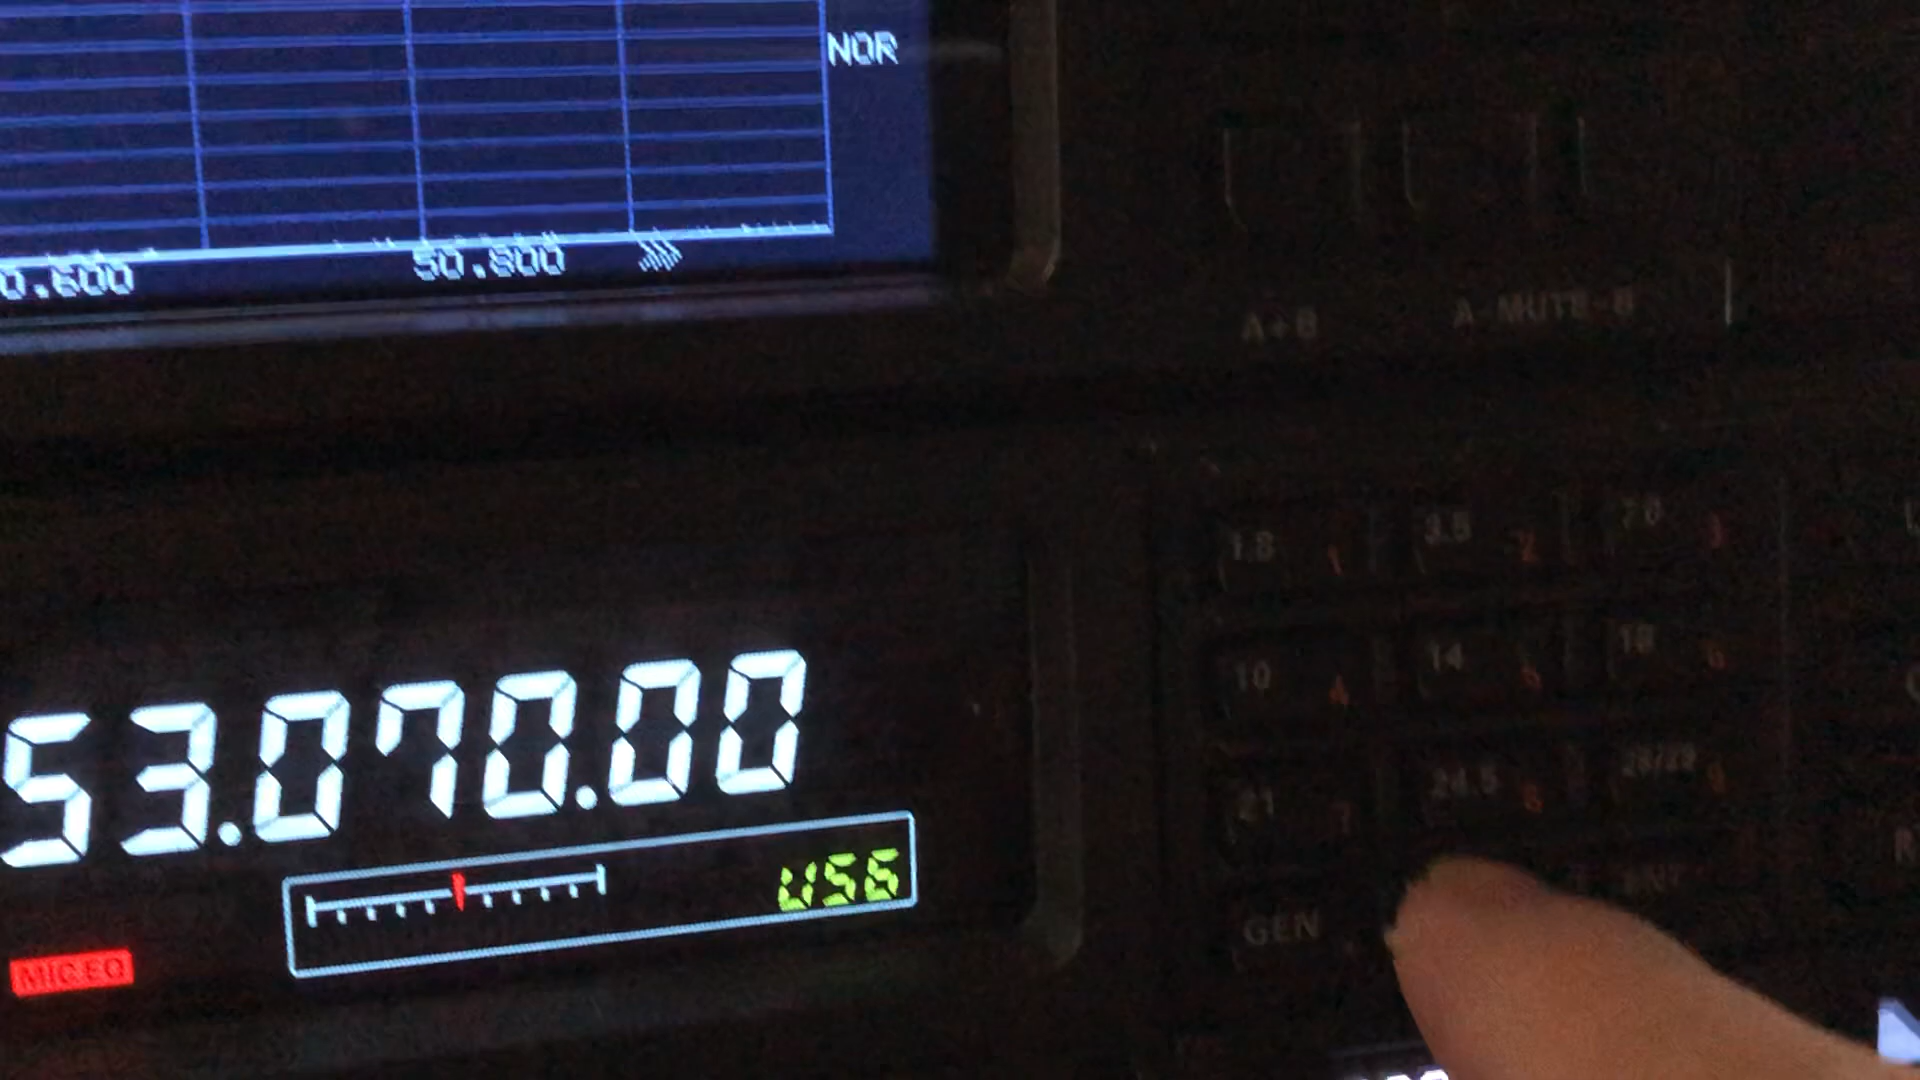 NOR
0.600 50.800
A+B A-MUTE-B
1.8 1 3.5 2 7.0 3
10 4 14 5 18 6
53.070.00
21 7 24.5 8 28/29 9
USB
GEN
MIC EQ